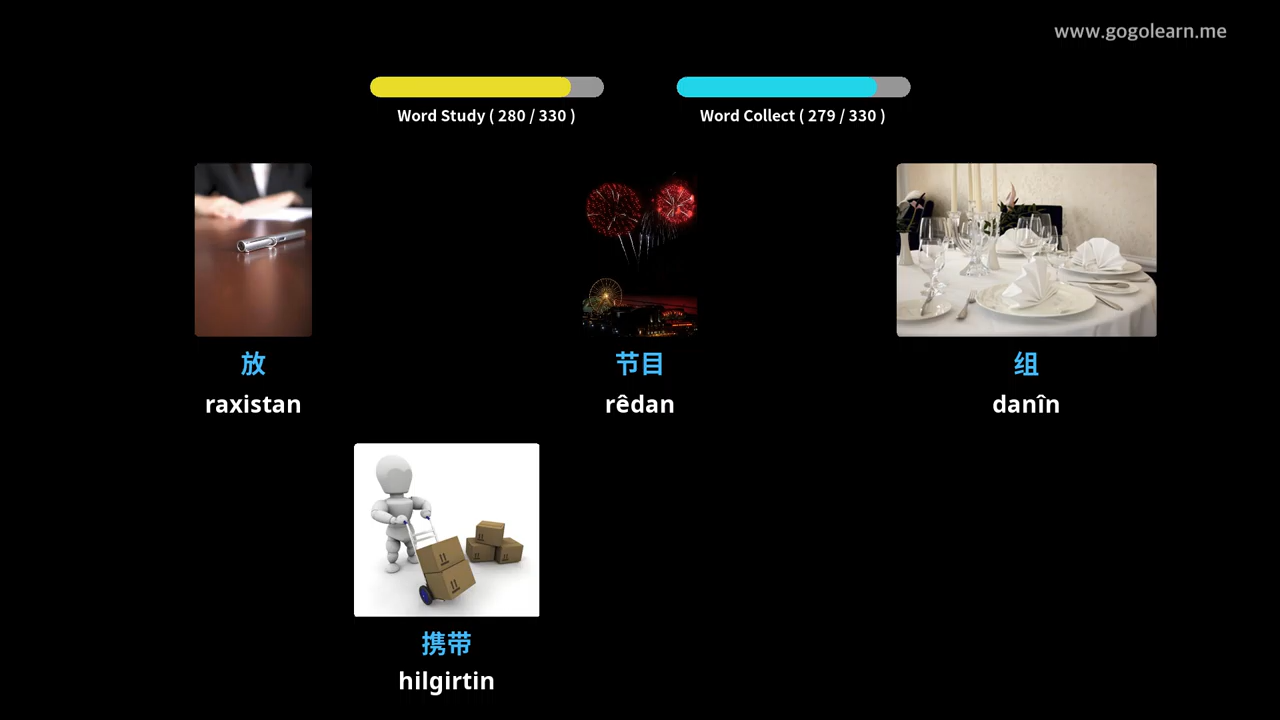 www.gogolearn.me
Word Study ( 280 / 330 )
Word Collect ( 279 / 330 )
放
raxistan
节目
rêdan
组
danîn
携带
hilgirtin